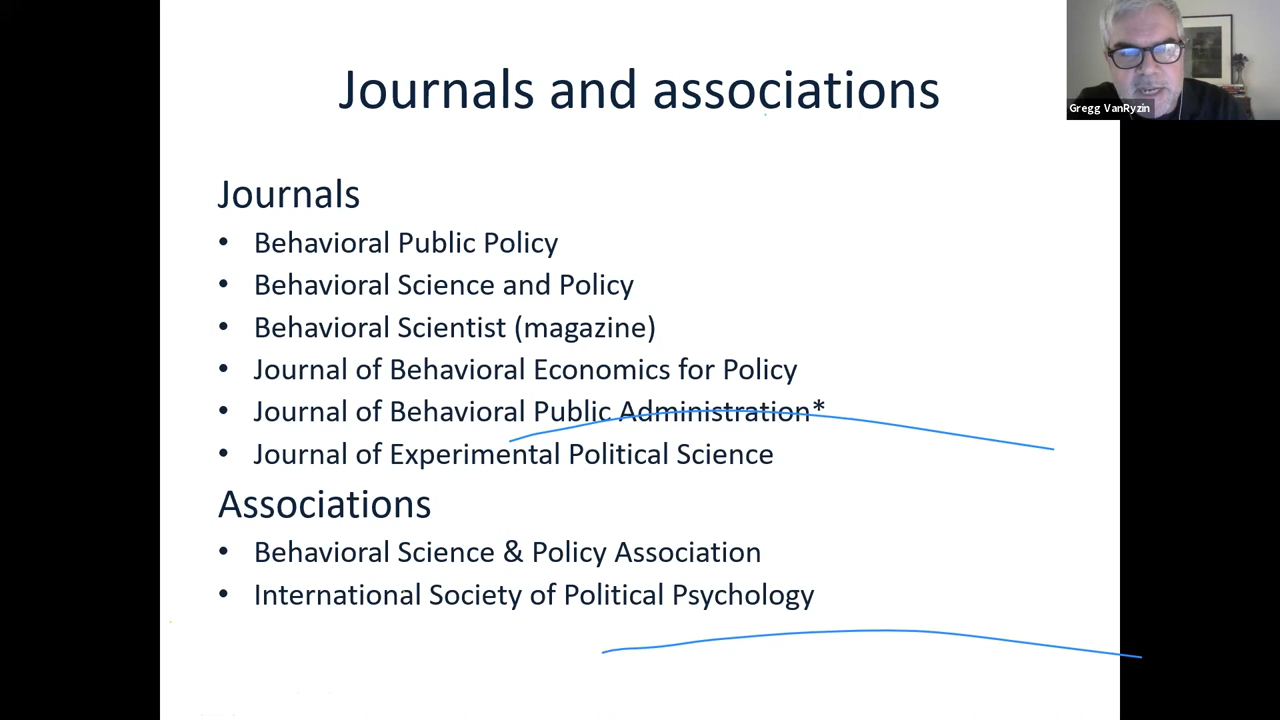 Journals and associations
Gregg VanRyzin
Journals
• Behavioral Public Policy
• Behavioral Science and Policy
• Behavioral Scientist (magazine)
• Journal of Behavioral Economics for Policy
• Journal of Behavioral Public Administration*
• Journal of Experimental Political Science
Associations
• Behavioral Science & Policy Association
• International Society of Political Psychology